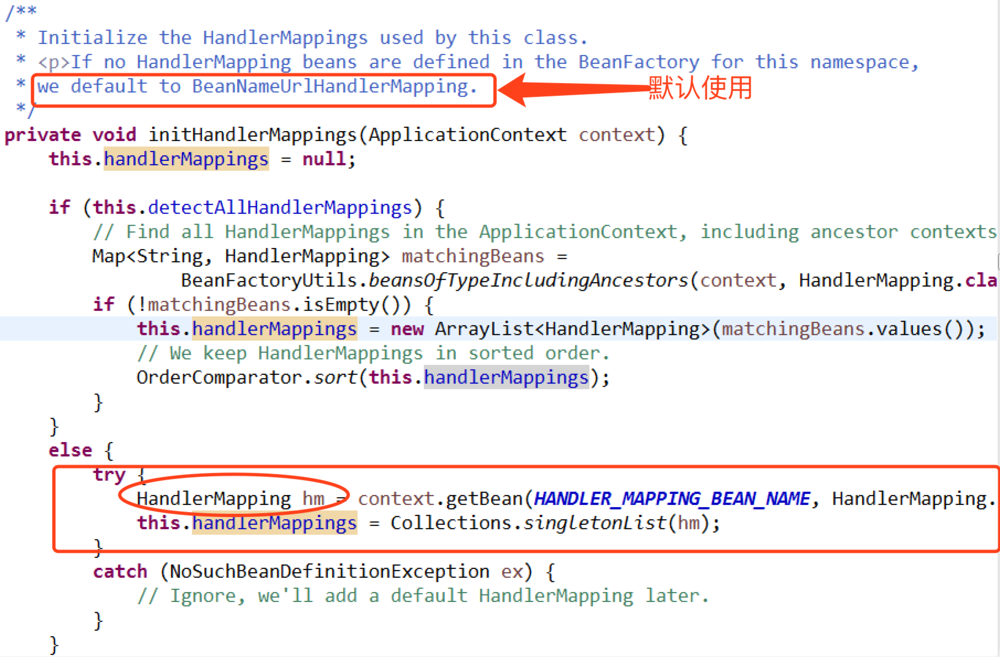 /**
 * Initialize the HandlerMappings used by this class.
 * <p>If no HandlerMapping beans are defined in the BeanFactory for this namespace,
 * we default to BeanNameUrlHandlerMapping. 默认使用
 */
private void initHandlerMappings(ApplicationContext context) {
    this.handlerMappings = null;

    if (this.detectAllHandlerMappings) {
        // Find all HandlerMappings in the ApplicationContext, including ancestor contexts
        Map<String, HandlerMapping> matchingBeans =
                BeanFactoryUtils.beansOfTypeIncludingAncestors(context, HandlerMapping.cla
        if (!matchingBeans.isEmpty()) {
            this.handlerMappings = new ArrayList<HandlerMapping>(matchingBeans.values());
            // We keep HandlerMappings in sorted order.
            OrderComparator.sort(this.handlerMappings);
        }
    }
    else {
        try {
            HandlerMapping hm = context.getBean(HANDLER_MAPPING_BEAN_NAME, HandlerMapping.
            this.handlerMappings = Collections.singletonList(hm);
        }
        catch (NoSuchBeanDefinitionException ex) {
            // Ignore, we'll add a default HandlerMapping later.
        }
    }